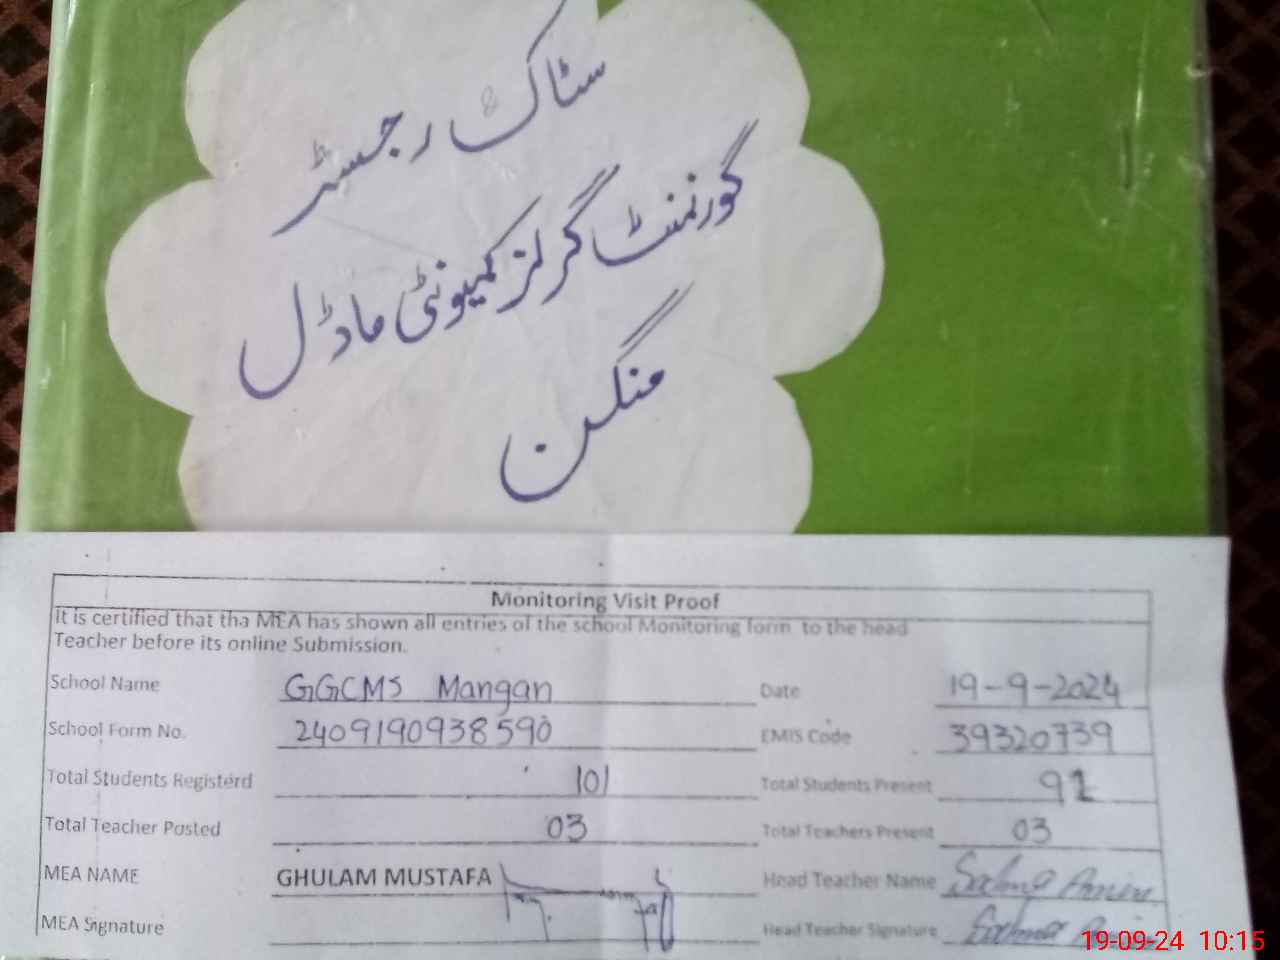 سٹاک رجسٹر
گورنمنٹ گرلز کمیونٹی ماڈل
منگن
Monitoring Visit Proof
It is certified that tha MEA has shown all entries of the school Monitoring form to the head
Teacher before its online Submission.
School Name GGCMS Mangan Date 19-9-2024
School Form No. 2409190938590 EMIS Code 39320739
Total Students Registerd 101 Total Students Present 91
Total Teacher Posted 03 Total Teachers Present 03
MEA NAME GHULAM MUSTAFA Head Teacher Name Salma Amin
MEA Signature Head Teacher Signature Salma
19-09-24 10:15